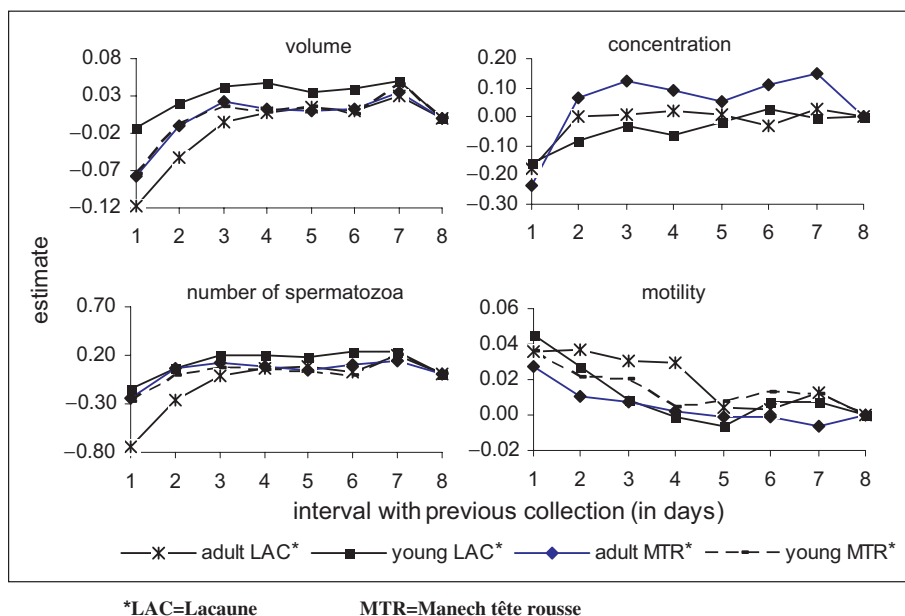 volume
0.08
0.03
−0.02
−0.07
−0.12
1 2 3 4 5 6 7 8
concentration
0.10
0.00
−0.10
−0.20
−0.30
1 2 3 4 5 6 7 8
estimate
number of spermatozoa
0.70
0.20
−0.30
−0.80
1 2 3 4 5 6 7 8
motility
0.06
0.04
0.02
0.00
−0.02
1 2 3 4 5 6 7 8
interval with previous collection (in days)
adult LAC* young LAC* adult MTR* young MTR*
*LAC=Lacaune MTR=Manech tête rousse